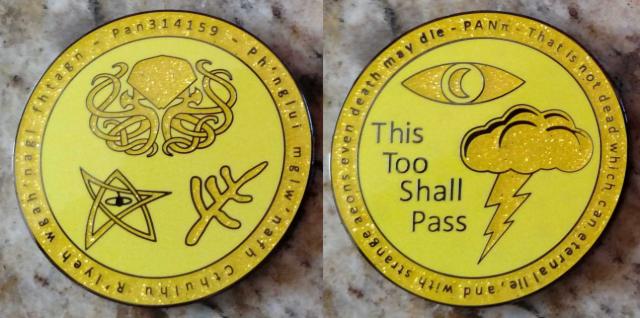 Pan314159 - Ph'nglui mglw'nafh Cthulhu R'lyeh wgah'nagl fhtagn -
PANπ - That is not dead which can eternal lie, and with strange aeons even death may die -
This
Too
Shall
Pass